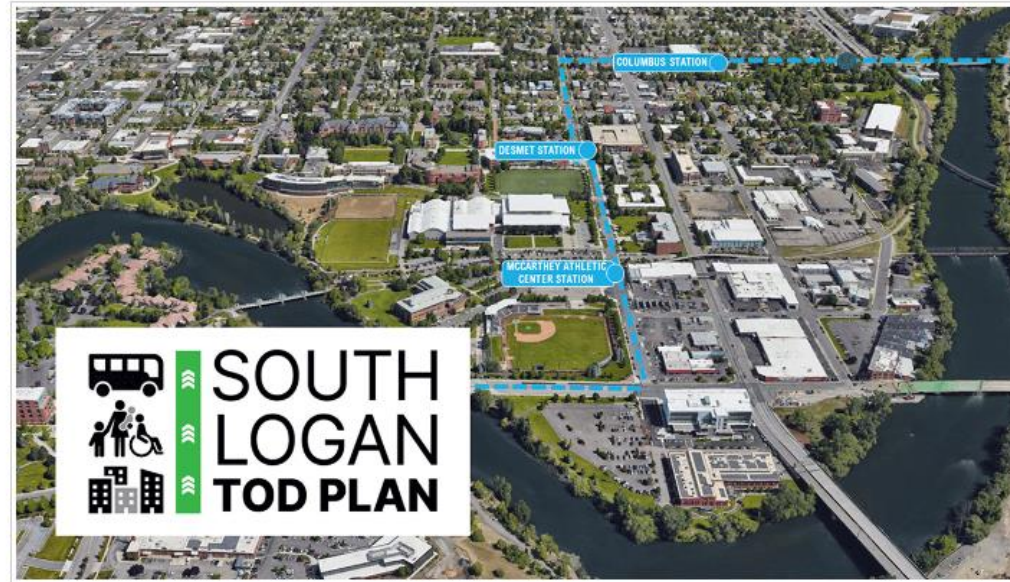 COLUMBUS STATION
DESMET STATION
MCCARTHEY ATHLETIC
CENTER STATION
SOUTH
LOGAN
TOD PLAN